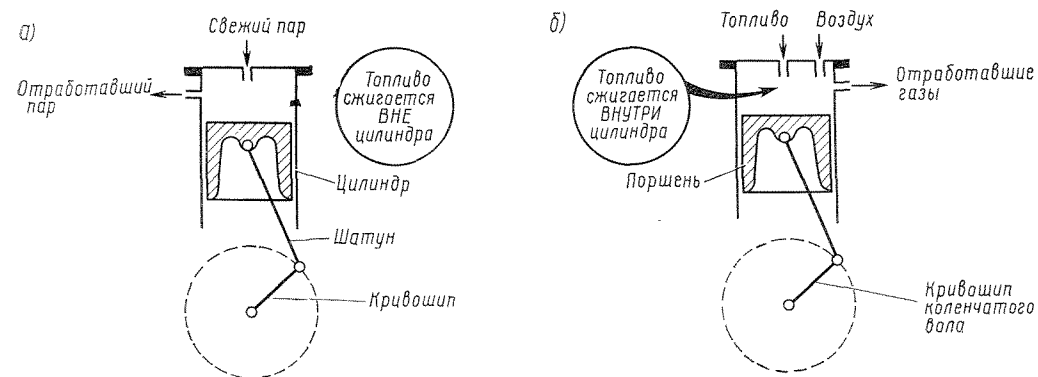 а)
Свежий пар
Отработавший
пар
Топливо
сжигается
ВНЕ
цилиндра
Цилиндр
Шатун
Кривошип
б)
Топливо
Воздух
Топливо
сжигается
ВНУТРИ
цилиндра
Отработавшие
газы
Поршень
Кривошип
коленчатого
вала